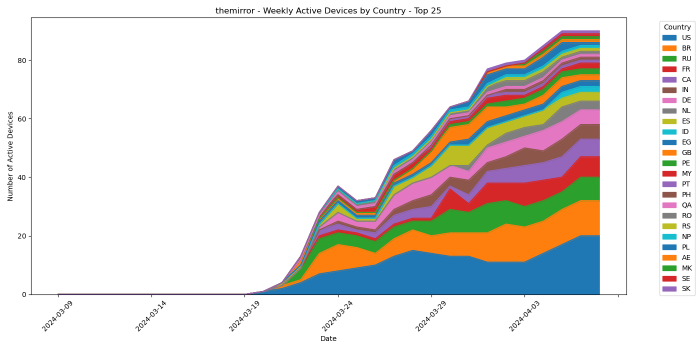 themirror - Weekly Active Devices by Country - Top 25
Number of Active Devices
80
60
40
20
0
2024-03-09
2024-03-14
2024-03-19
2024-03-24
2024-03-29
2024-04-03
Date
Country
US
BR
RU
FR
CA
IN
DE
NL
ES
ID
EG
GB
PE
MY
PT
PH
QA
RO
RS
NP
PL
AE
MK
SE
SK